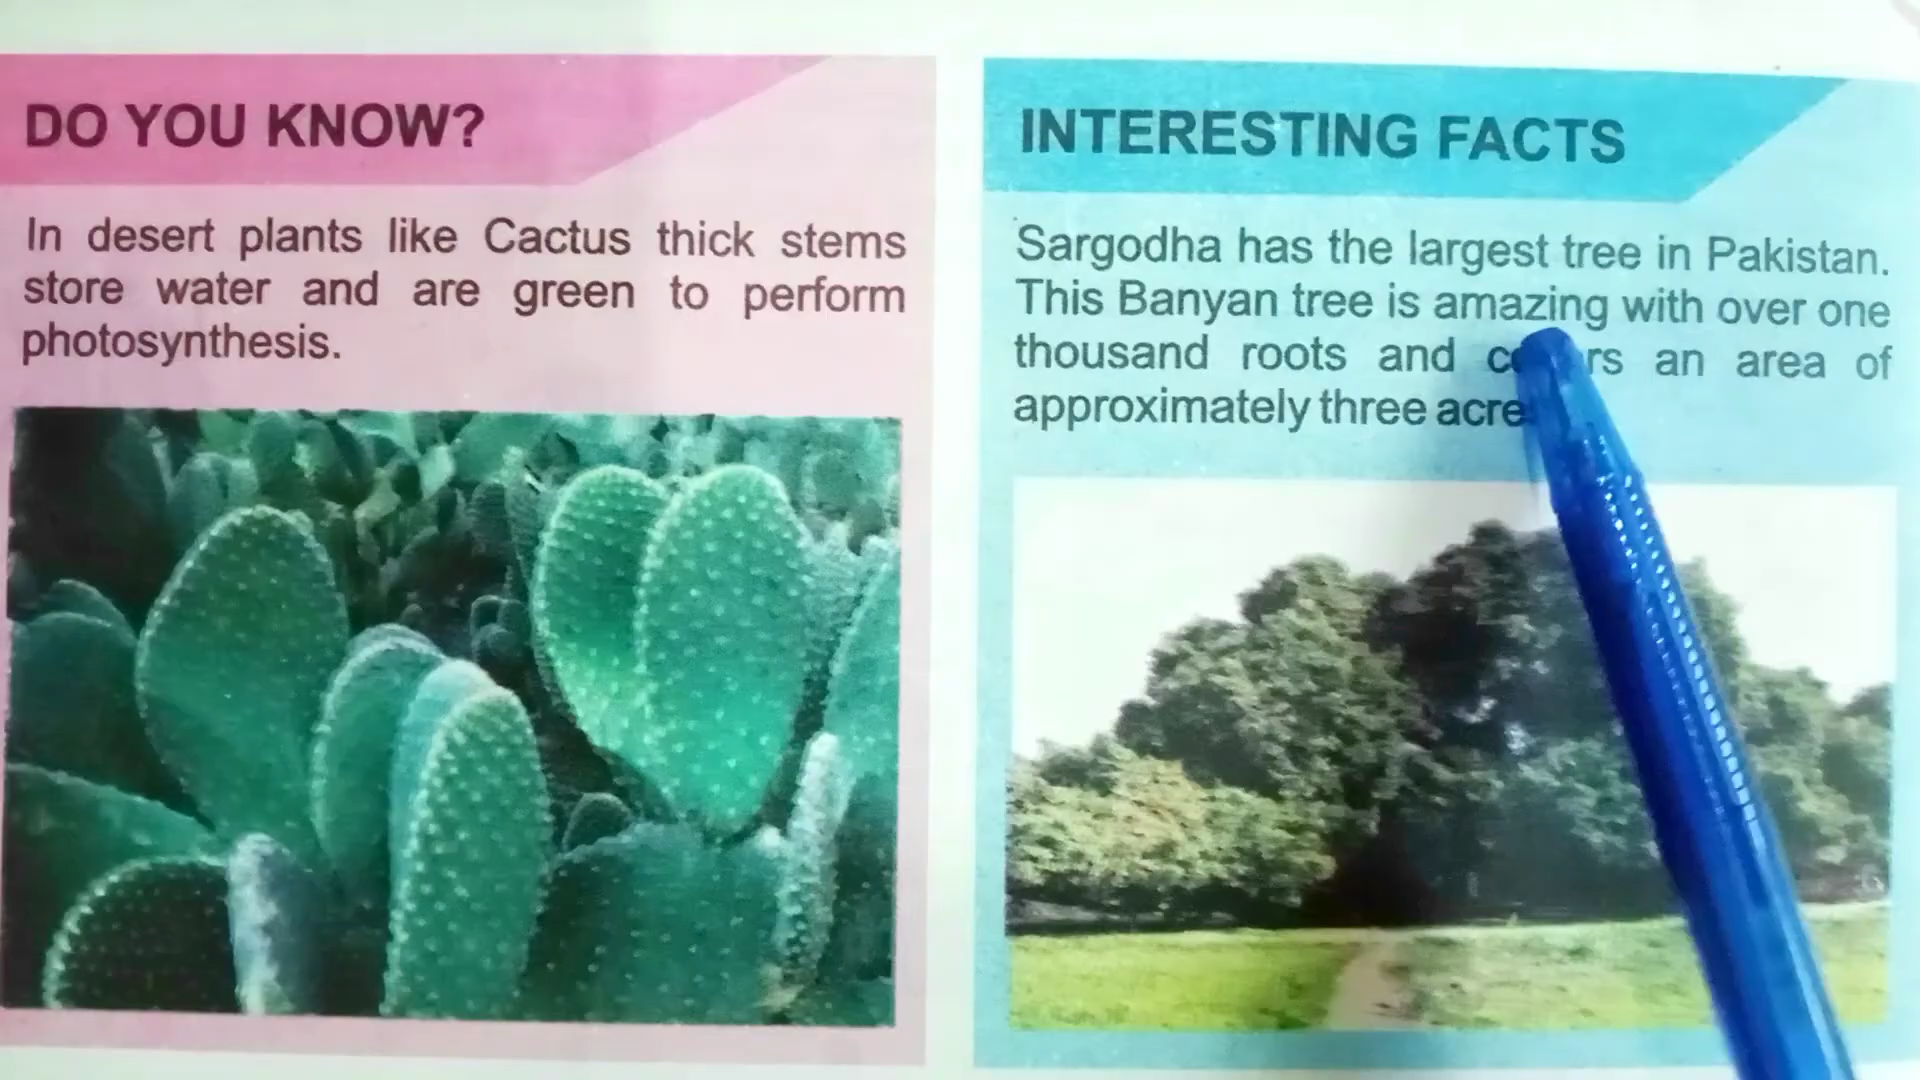 DO YOU KNOW?
In desert plants like Cactus thick stems
store water and are green to perform
photosynthesis.
INTERESTING FACTS
Sargodha has the largest tree in Pakistan.
This Banyan tree is amazing with over one
thousand roots and an area of
approximately three